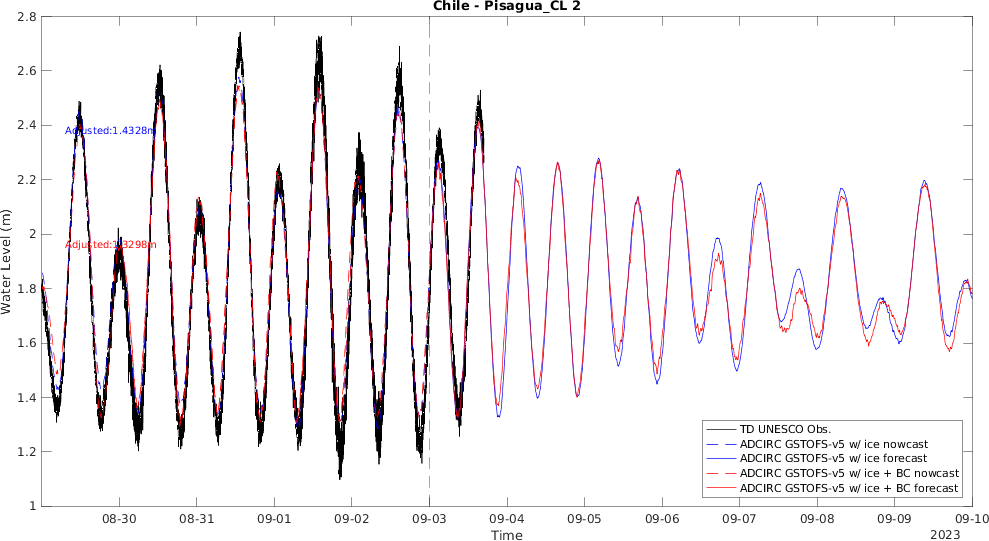 Chile - Pisagua_CL 2
2.8
2.6
2.4
2.2
2
1.8
1.6
1.4
1.2
1
Water Level (m)
Adjusted:1.4328m
Adjusted:1.3298m
TD UNESCO Obs.
ADCIRC GSTOFS-v5 w/ ice nowcast
ADCIRC GSTOFS-v5 w/ ice forecast
ADCIRC GSTOFS-v5 w/ ice + BC nowcast
ADCIRC GSTOFS-v5 w/ ice + BC forecast
08-30 08-31 09-01 09-02 09-03 09-04 09-05 09-06 09-07 09-08 09-09 09-10
Time
2023